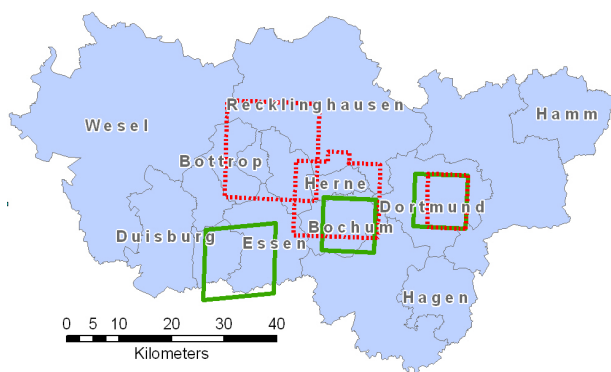 Recklinghausen
Hamm
Wesel
Bottrop
Herne
Dortmund
Bochum
Duisburg
Essen
Hagen
0 5 10 20 30 40
Kilometers